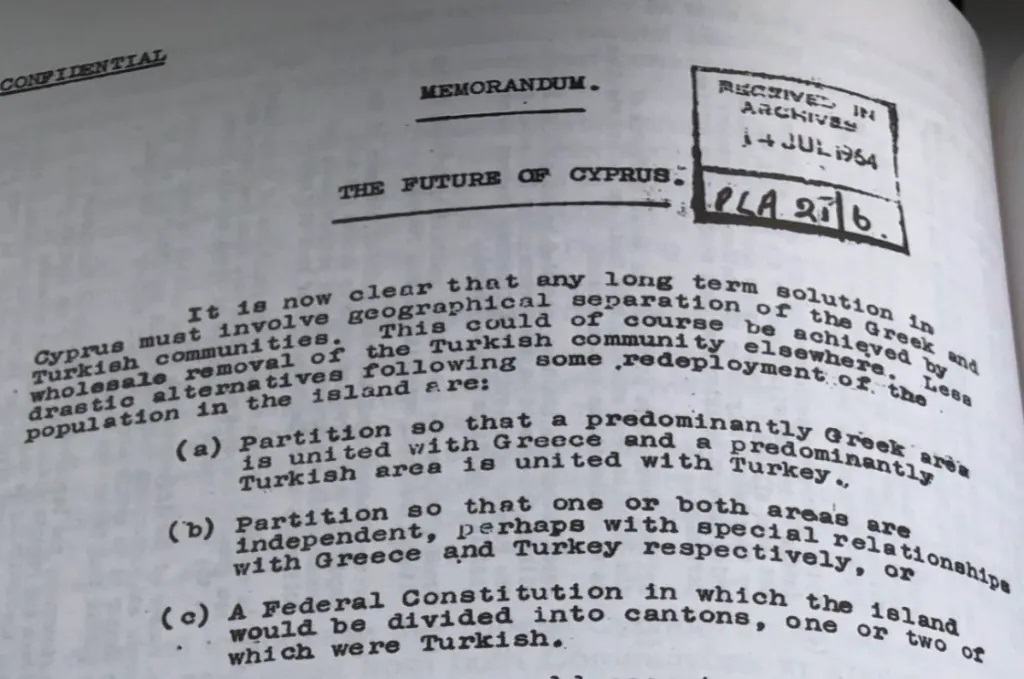 CONFIDENTIAL
MEMORANDUM.
RECEIVED IN
ARCHIVES
14 JUL 1964
PLA 21/6.
THE FUTURE OF CYPRUS.
It is now clear that any long term solution in
Cyprus must involve geographical separation of the Greek and
Turkish communities. This could of course be achieved by
wholesale removal of the Turkish community elsewhere. Less
drastic alternatives following some redeployment of the
population in the island are:
(a) Partition so that a predominantly Greek area
is united with Greece and a predominantly
Turkish area is united with Turkey.,
(b) Partition so that one or both areas are
independent, perhaps with special relationships
with Greece and Turkey respectively, or
(c) A Federal Constitution in which the island
would be divided into cantons, one or two of
which were Turkish.